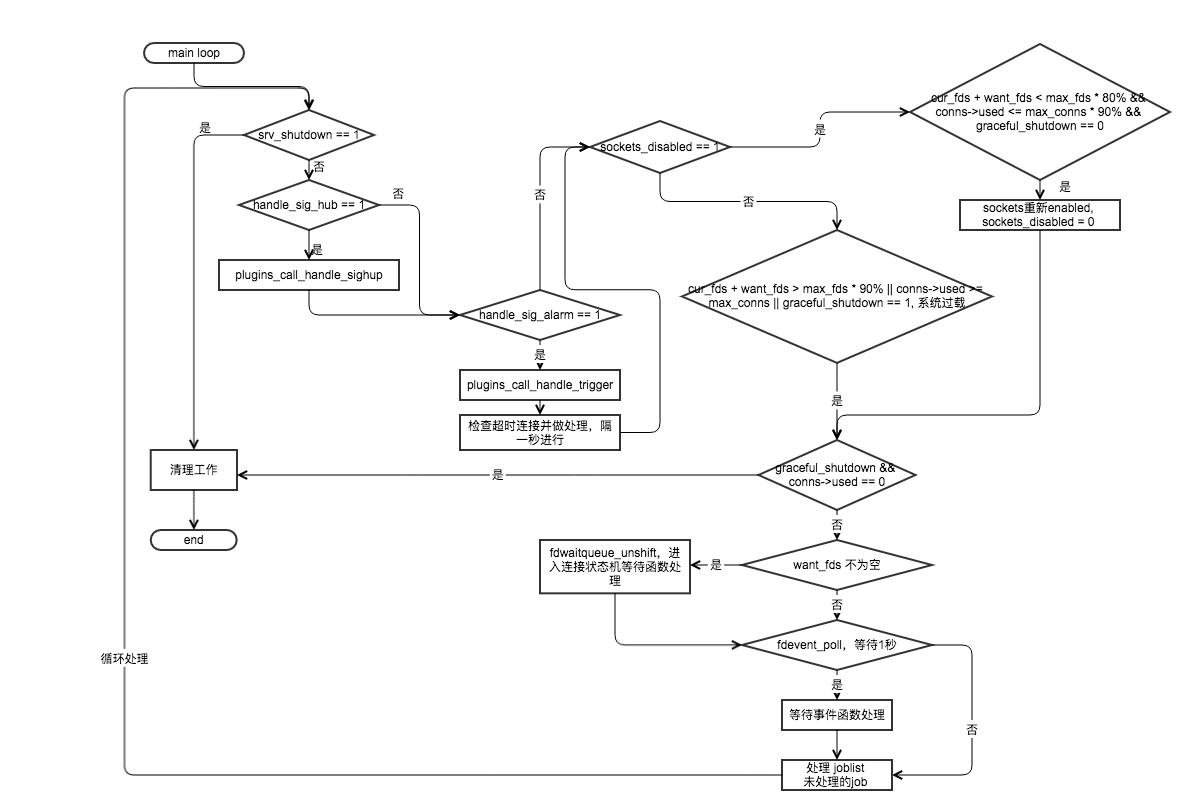 main loop
是
srv_shutdown == 1
否
handle_sig_hub == 1
否
是
plugins_call_handle_sighup
handle_sig_alarm == 1
否
是
plugins_call_handle_trigger
检查超时连接并做处理，隔
一秒进行
sockets_disabled == 1
是
cur_fds + want_fds < max_fds * 80% &&
conns->used <= max_conns * 90% &&
graceful_shutdown == 0
是
sockets重新enabled,
sockets_disabled = 0
否
cur_fds + want_fds > max_fds * 90% || conns->used >=
max_conns || graceful_shutdown == 1, 系统过载
是
graceful_shutdown &&
conns->used == 0
是
清理工作
end
否
want_fds 不为空
是
fdwaitqueue_unshift，进
入连接状态机等待函数处
理
否
fdevent_poll，等待1秒
是
等待事件函数处理
否
处理 joblist
未处理的job
循环处理